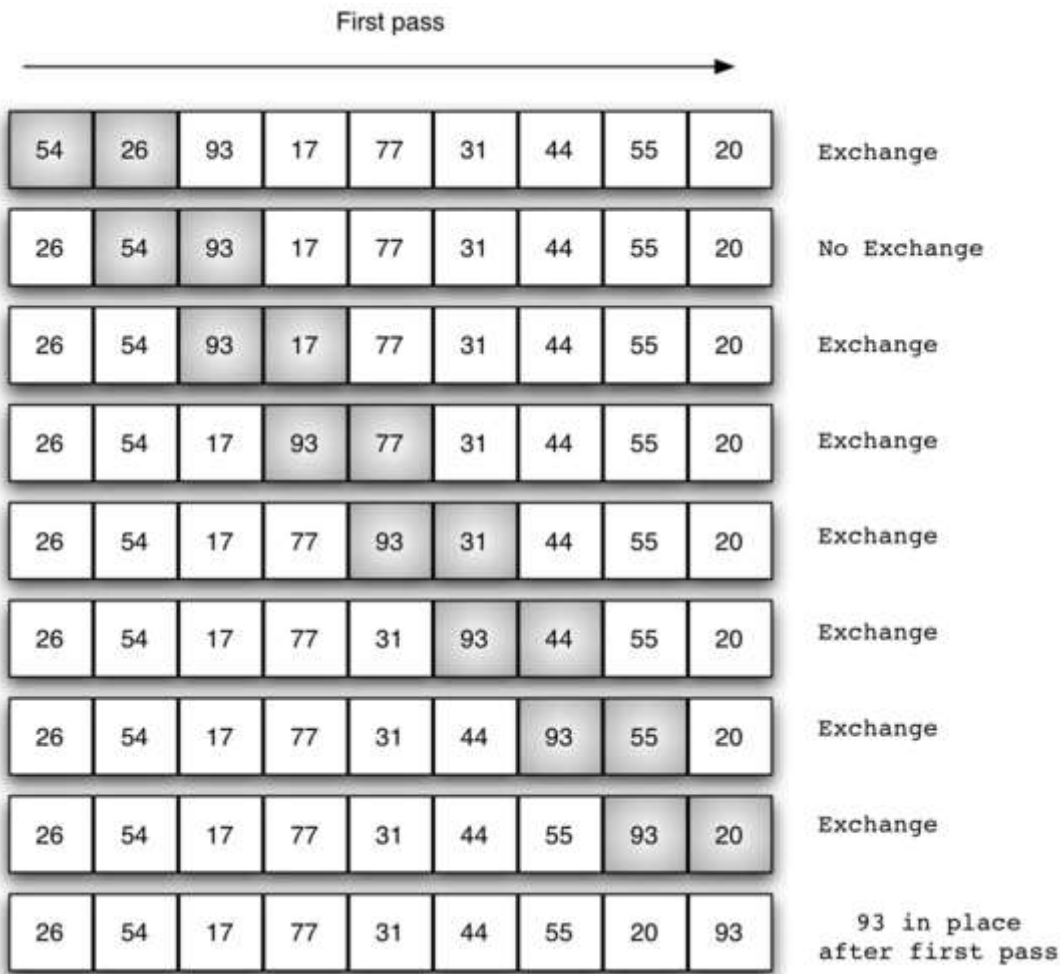 First pass
54 26 93 17 77 31 44 55 20 Exchange
26 54 93 17 77 31 44 55 20 No Exchange
26 54 93 17 77 31 44 55 20 Exchange
26 54 17 93 77 31 44 55 20 Exchange
26 54 17 77 93 31 44 55 20 Exchange
26 54 17 77 31 93 44 55 20 Exchange
26 54 17 77 31 44 93 55 20 Exchange
26 54 17 77 31 44 55 93 20 Exchange
26 54 17 77 31 44 55 20 93 93 in place
after first pass